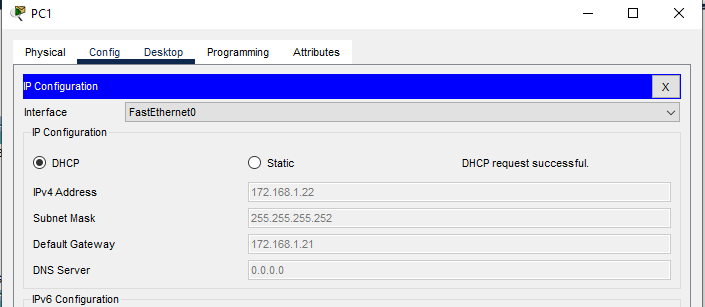 PC1
Physical Config Desktop Programming Attributes
IP Configuration X
Interface FastEthernet0
IP Configuration
DHCP Static DHCP request successful.
IPv4 Address 172.168.1.22
Subnet Mask 255.255.255.252
Default Gateway 172.168.1.21
DNS Server 0.0.0.0
IPv6 Configuration